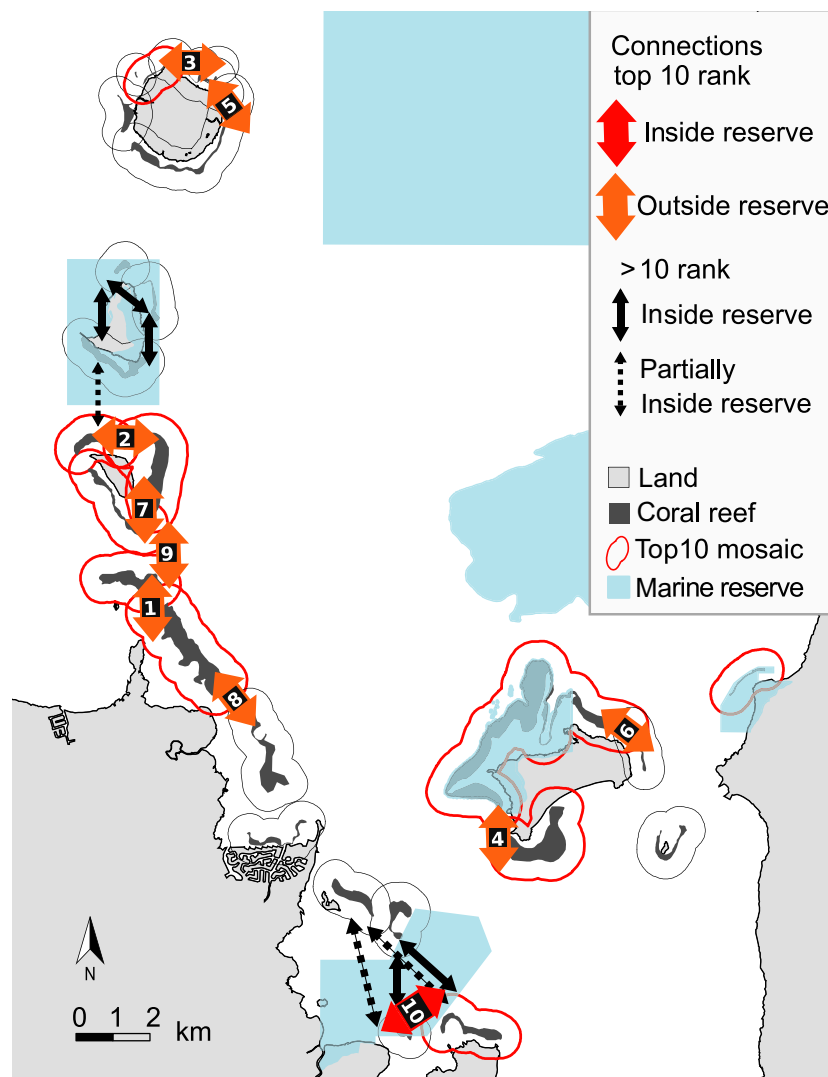 Connections
top 10 rank
Inside reserve
Outside reserve
>10 rank
Inside reserve
Partially
Inside reserve
Land
Coral reef
Top10 mosaic
Marine reserve
3
5
2
7
9
1
8
6
4
10
N
0 1 2 km